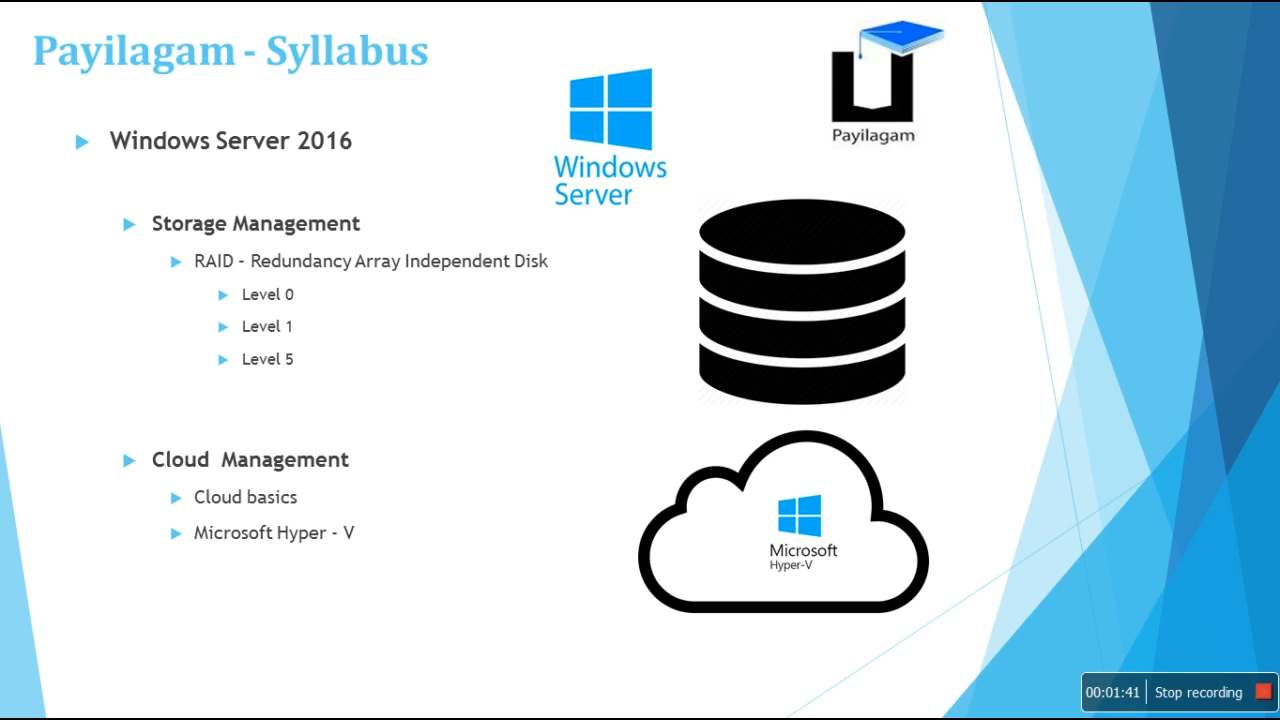 Payilagam - Syllabus
Windows Server 2016
Windows
Server
Payilagam
Storage Management
RAID - Redundancy Array Independent Disk
Level 0
Level 1
Level 5
Cloud Management
Cloud basics
Microsoft Hyper - V
Microsoft
Hyper-V
00:01:41 Stop recording